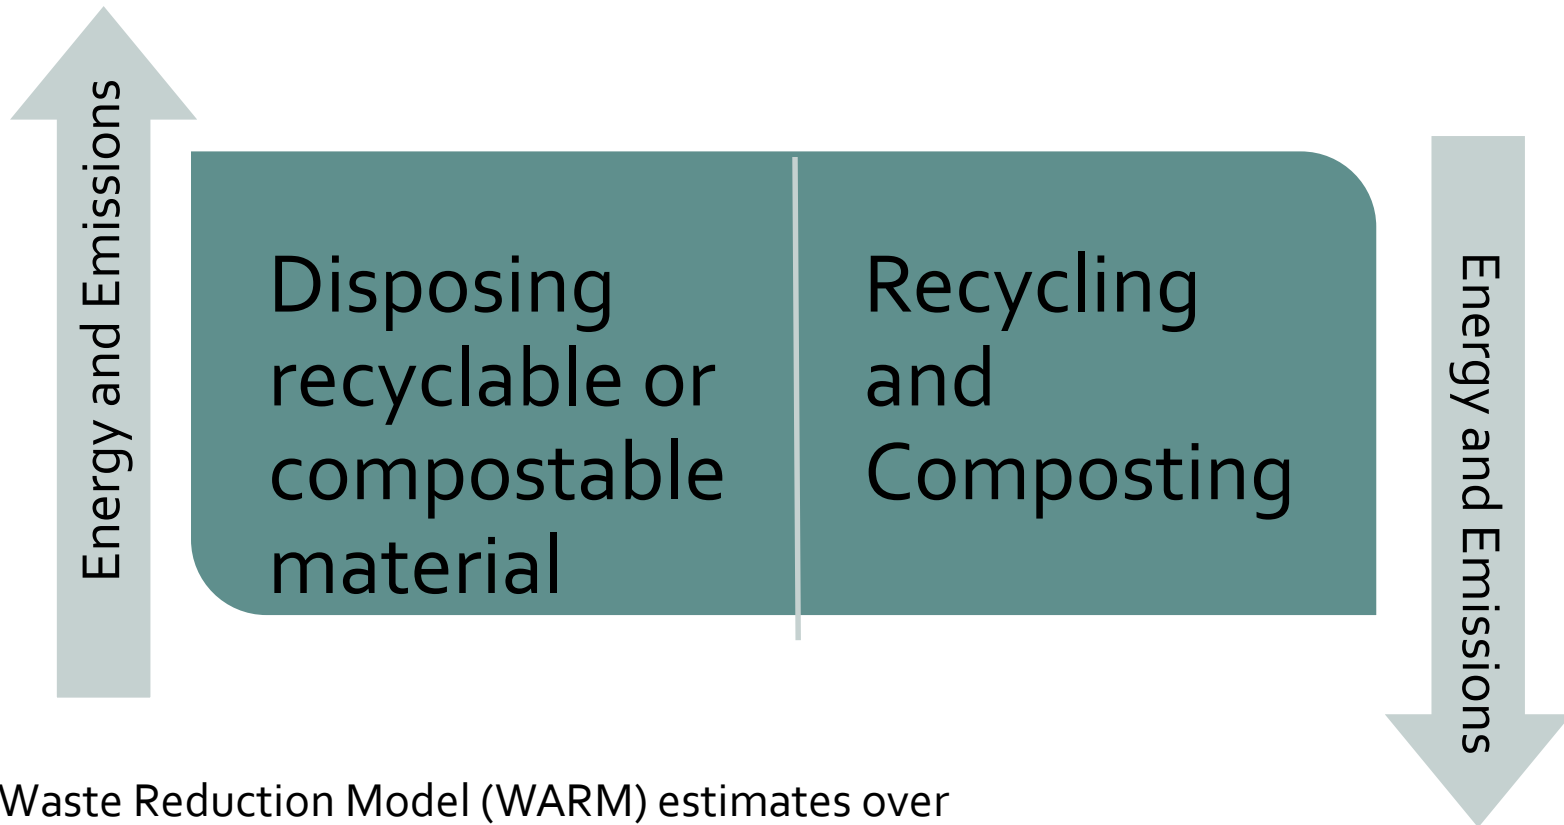 Energy and Emissions
Disposing
recyclable or
compostable
material
Recycling
and
Composting
Energy and Emissions
Waste Reduction Model (WARM) estimates over